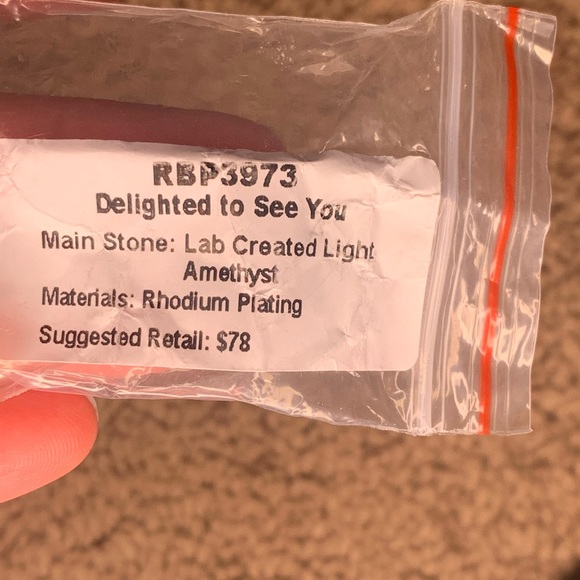 RBP3973
Delighted to See You
Main Stone: Lab Created Light
Amethyst
Materials: Rhodium Plating
Suggested Retail: $78